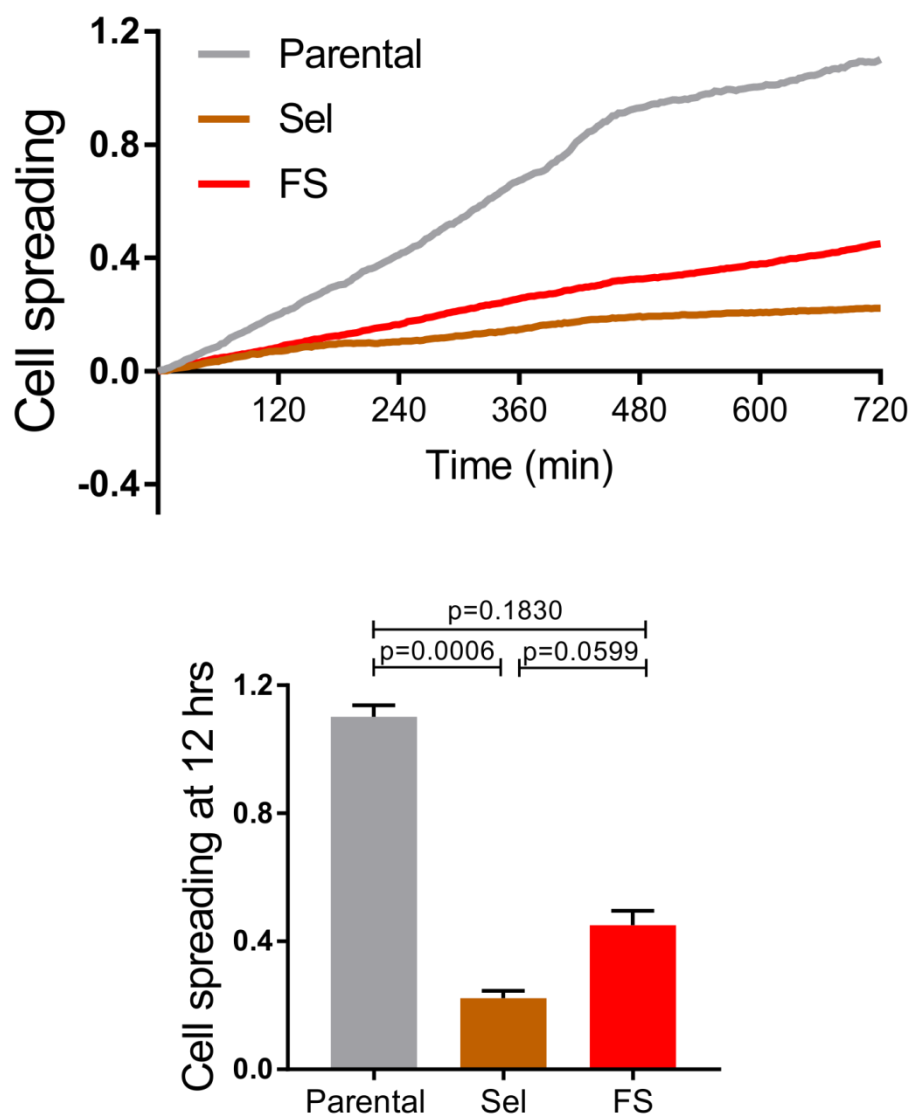 1.2
0.8
0.4
0.0
-0.4
Cell spreading
Parental
Sel
FS
120 240 360 480 600 720
Time (min)
p=0.1830
p=0.0006 p=0.0599
1.2
0.8
0.4
0.0
Cell spreading at 12 hrs
Parental Sel FS